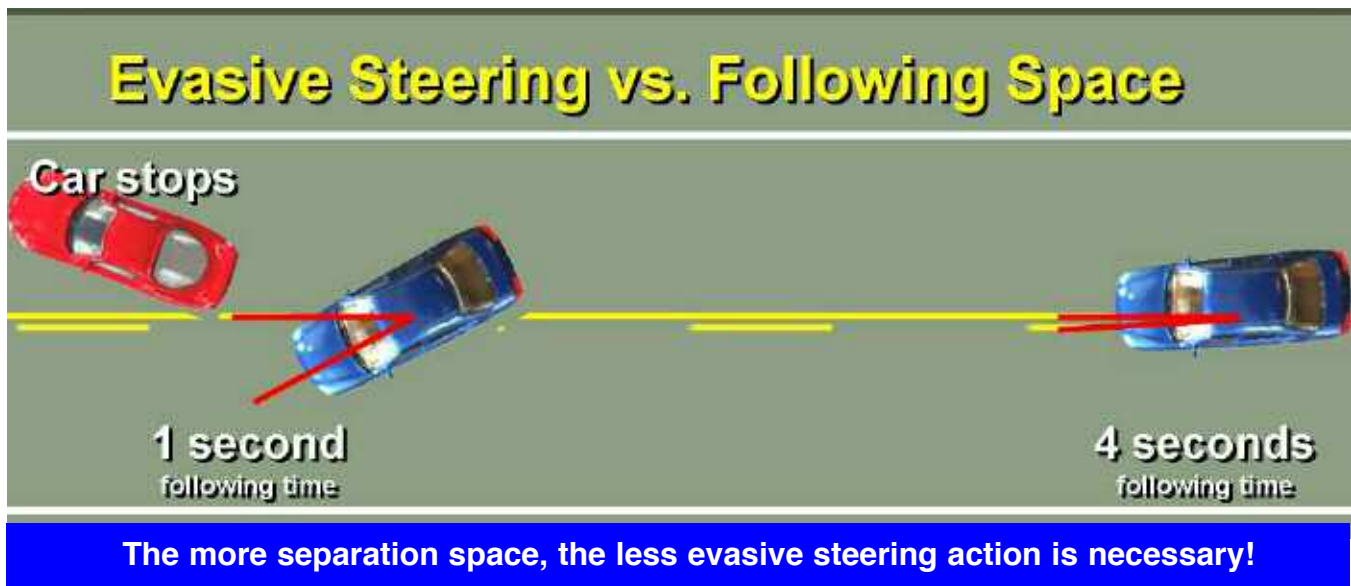 Evasive Steering vs. Following Space
Car stops
1 second
following time
4 seconds
following time
The more separation space, the less evasive steering action is necessary!